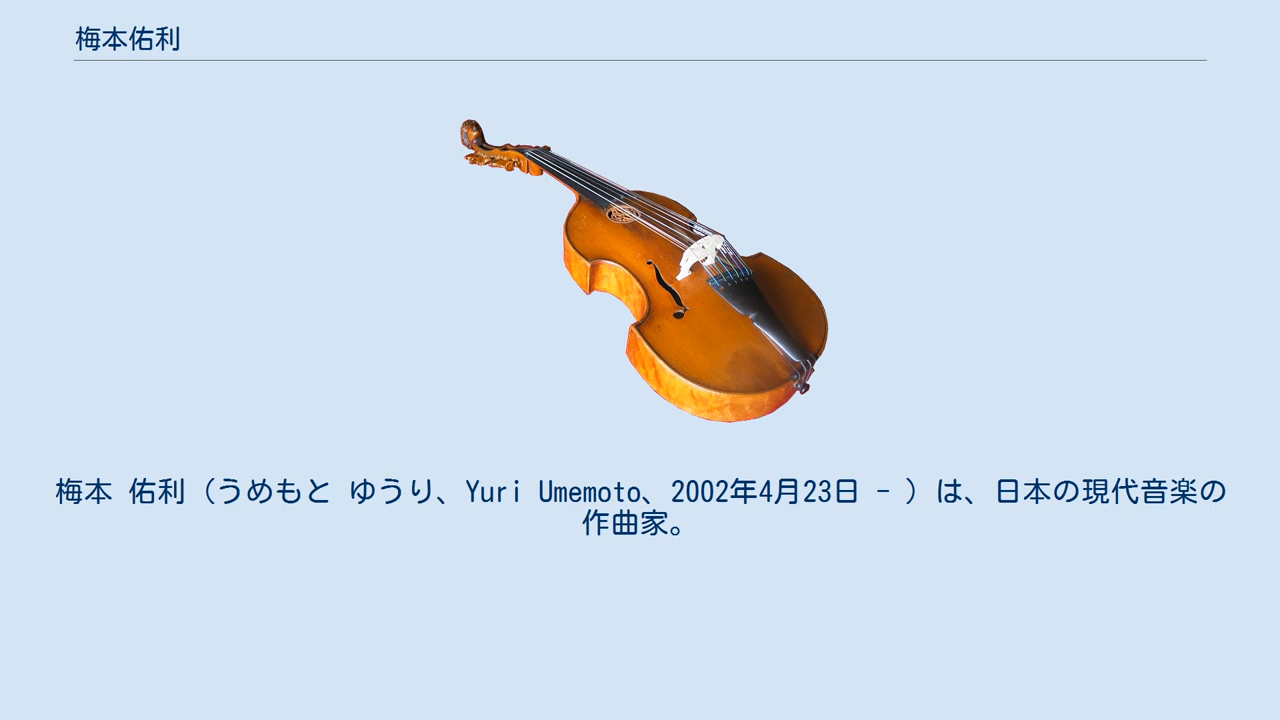 梅本佑利
梅本 佑利（うめもと ゆうり、Yuri Umemoto、2002年4月23日 - ）は、日本の現代音楽の
作曲家。